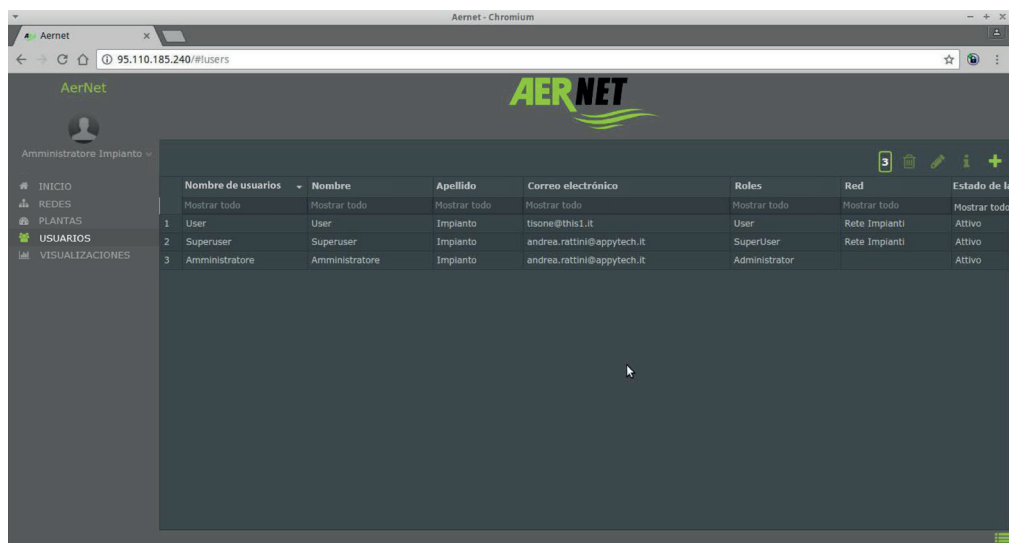 Aernet - Chromium
Aernet
95.110.185.240/#lusers
AerNet
AERNET
Amministratore Impianto
3
INICIO
REDES
PLANTAS
USUARIOS
VISUALIZACIONES
Nombre de usuarios Nombre Apellido Correo electrónico Roles Red Estado de la
Mostrar todo Mostrar todo Mostrar todo Mostrar todo Mostrar todo Mostrar todo Mostrar todo
1 User User Impianto tisone@this1.it User Rete Impianti Attivo
2 Superuser Superuser Impianto andrea.rattini@appytech.it SuperUser Rete Impianti Attivo
3 Amministratore Amministratore Impianto andrea.rattini@appytech.it Administrator Attivo